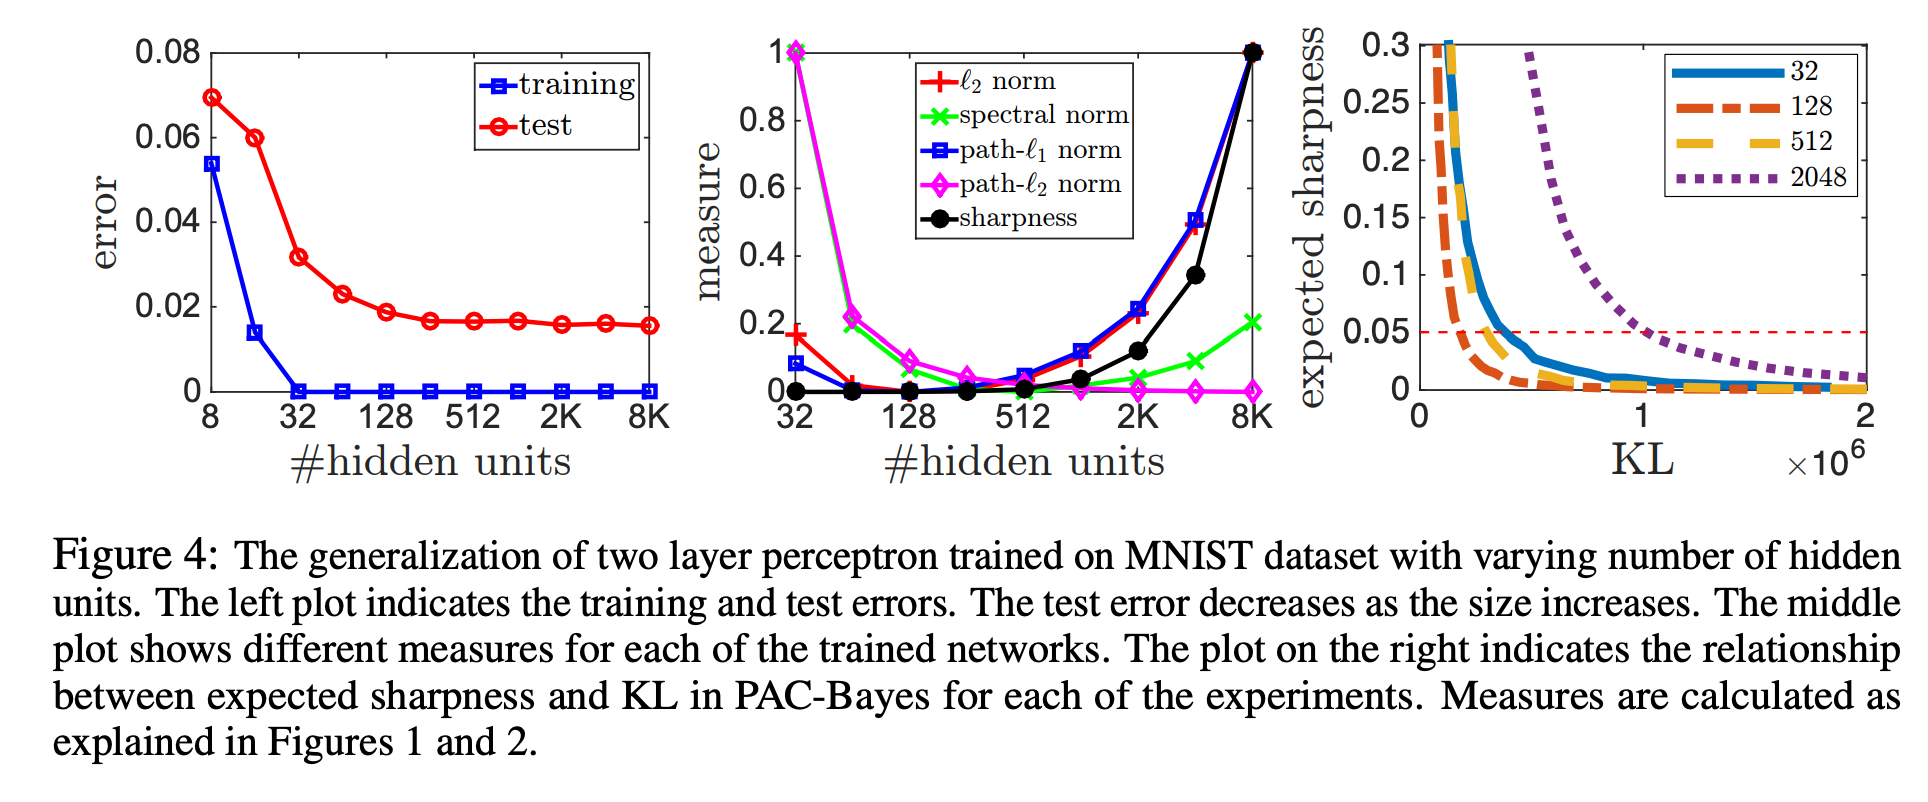 0.08
0.06
0.04
0.02
0
error
training
test
8
32
128
512
2K
8K
#hidden units
1
0.8
0.6
0.4
0.2
0
measure
ℓ2 norm
spectral norm
path-ℓ1 norm
path-ℓ2 norm
sharpness
32
128
512
2K
8K
#hidden units
0.3
0.25
0.2
0.15
0.1
0.05
0
expected sharpness
32
128
512
2048
0
1
2
KL
×10^6
Figure 4: The generalization of two layer perceptron trained on MNIST dataset with varying number of hidden
units. The left plot indicates the training and test errors. The test error decreases as the size increases. The middle
plot shows different measures for each of the trained networks. The plot on the right indicates the relationship
between expected sharpness and KL in PAC-Bayes for each of the experiments. Measures are calculated as
explained in Figures 1 and 2.